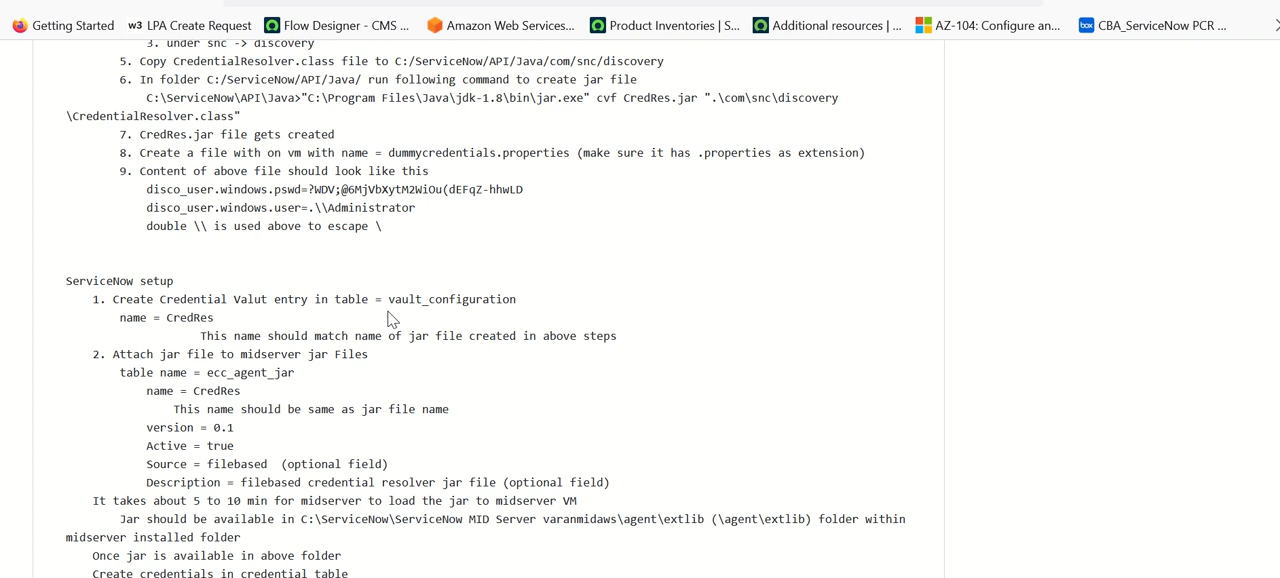 Getting Started w3 LPA Create Request Flow Designer - CMS ... Amazon Web Services... Product Inventories | S... Additional resources | ... AZ-104: Configure an... box CBA_ServiceNow PCR ...
3. under snc -> discovery
5. Copy CredentialResolver.class file to C:/ServiceNow/API/Java/com/snc/discovery
6. In folder C:/ServiceNow/API/Java/ run following command to create jar file
C:\ServiceNow\API\Java>"C:\Program Files\Java\jdk-1.8\bin\jar.exe" cvf CredRes.jar ".\com\snc\discovery
\CredentialResolver.class"
7. CredRes.jar file gets created
8. Create a file with on vm with name = dummycredentials.properties (make sure it has .properties as extension)
9. Content of above file should look like this
disco_user.windows.pswd=?WDV;@6MjVbXytM2WiOu(dEFqZ-hhwLD
disco_user.windows.user=.\\Administrator
double \\ is used above to escape \
ServiceNow setup
1. Create Credential Valut entry in table = vault_configuration
name = CredRes
This name should match name of jar file created in above steps
2. Attach jar file to midserver jar Files
table name = ecc_agent_jar
name = CredRes
This name should be same as jar file name
version = 0.1
Active = true
Source = filebased  (optional field)
Description = filebased credential resolver jar file (optional field)
It takes about 5 to 10 min for midserver to load the jar to midserver VM
Jar should be available in C:\ServiceNow\ServiceNow MID Server varanmidaws\agent\extlib (\agent\extlib) folder within
midserver installed folder
Once jar is available in above folder
Create credentials in credential table